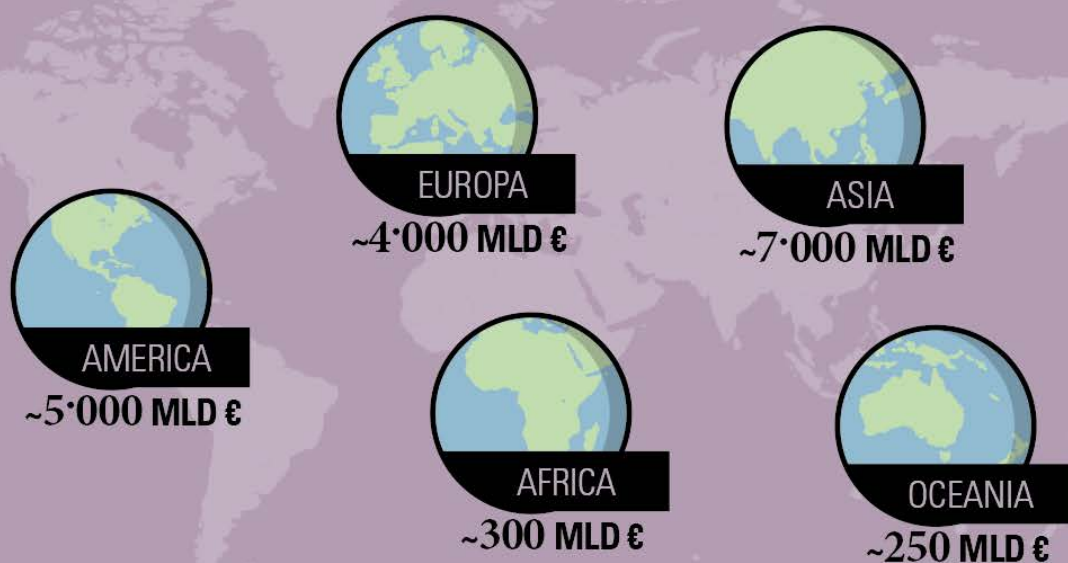 EUROPA
~4•000 MLD €
ASIA
~7•000 MLD €
AMERICA
~5•000 MLD €
AFRICA
~300 MLD €
OCEANIA
~250 MLD €